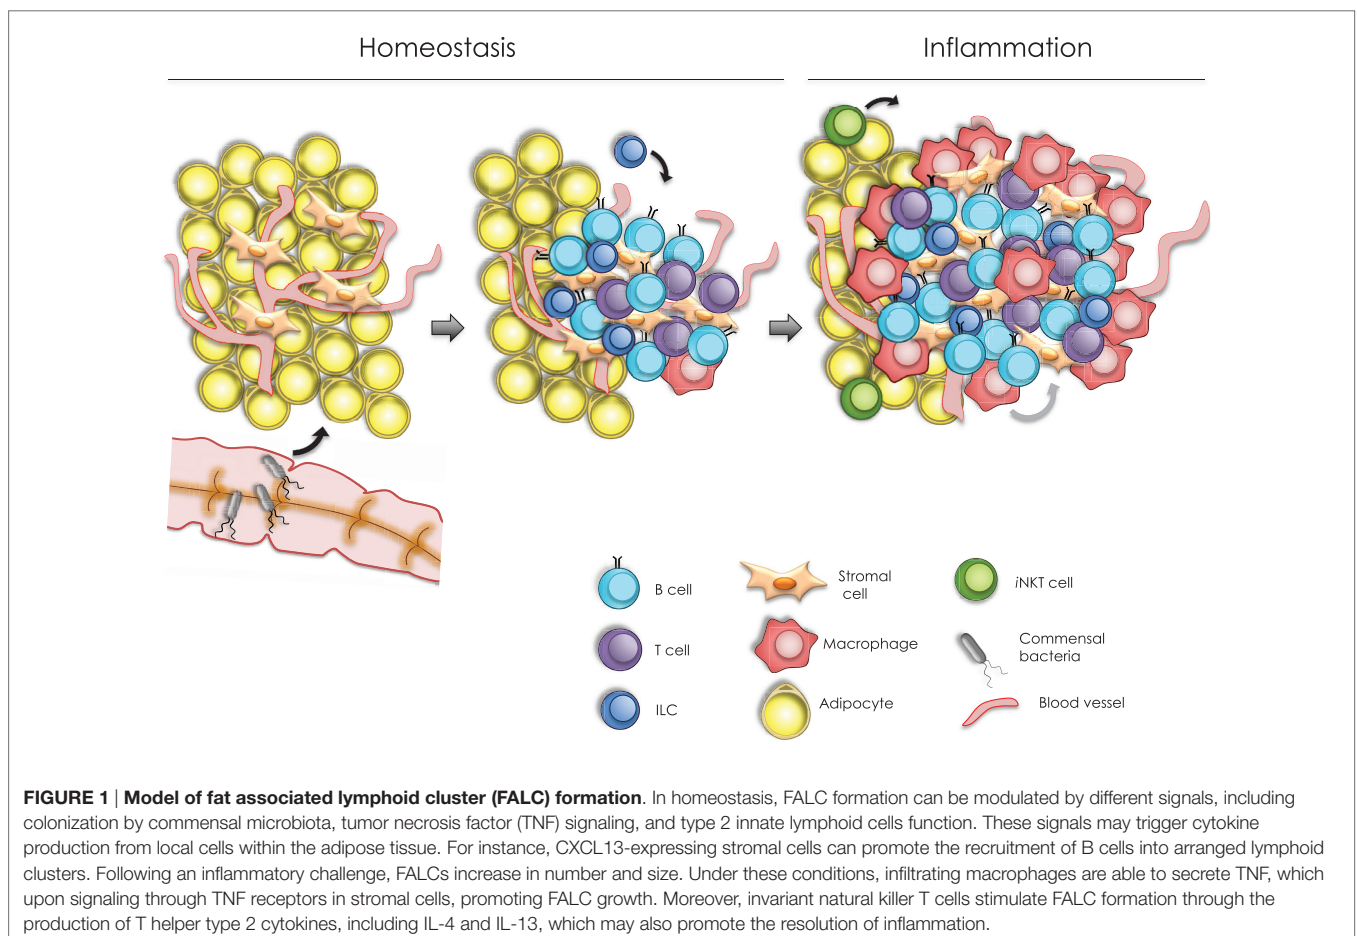 Homeostasis
Inflammation
B cell
Stromal
cell
iNKT cell
T cell
Macrophage
Commensal
bacteria
ILC
Adipocyte
Blood vessel
FIGURE 1 | Model of fat associated lymphoid cluster (FALC) formation. In homeostasis, FALC formation can be modulated by different signals, including
colonization by commensal microbiota, tumor necrosis factor (TNF) signaling, and type 2 innate lymphoid cells function. These signals may trigger cytokine
production from local cells within the adipose tissue. For instance, CXCL13-expressing stromal cells can promote the recruitment of B cells into arranged lymphoid
clusters. Following an inflammatory challenge, FALCs increase in number and size. Under these conditions, infiltrating macrophages are able to secrete TNF, which
upon signaling through TNF receptors in stromal cells, promoting FALC growth. Moreover, invariant natural killer T cells stimulate FALC formation through the
production of T helper type 2 cytokines, including IL-4 and IL-13, which may also promote the resolution of inflammation.